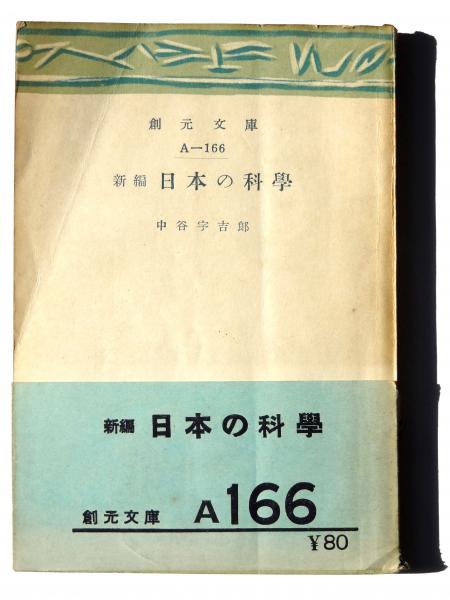 創元文庫
A—166
新編 日本の科學
中谷宇吉郎
新編 日本の科學
創元文庫 A166
¥80